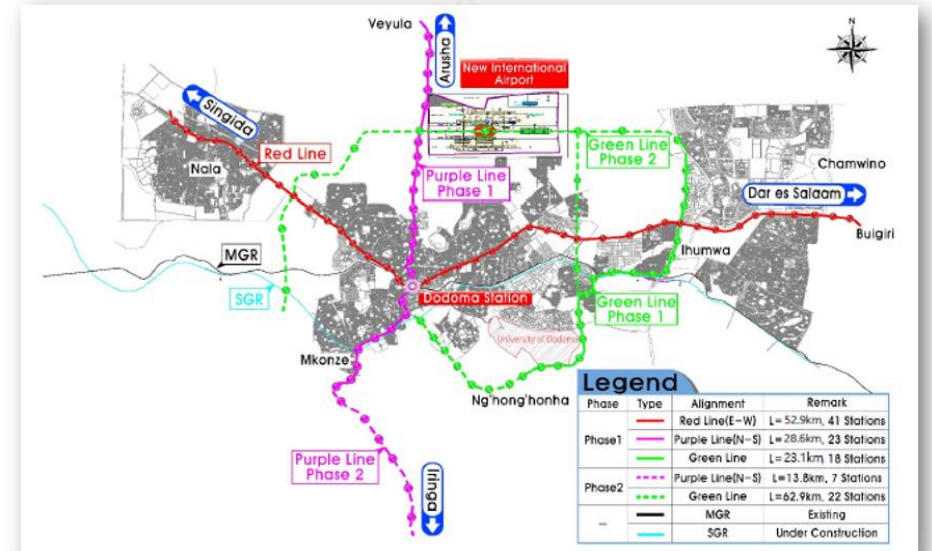 Veyula
Arusha
N
New International
Airport
Singida
Red Line
Green Line
Phase 2
Nala
Purple Line
Phase 1
Chamwino
Dar es Salaam
Buigiri
MGR
Ihumwa
SGR
Dodoma Station
Green Line
Phase 1
University of Dodoma
Mkonze
Ng'hong'honha
Purple Line
Phase 2
Iringa
Legend
Phase Type Alignment Remark
Phase1 Red Line(E-W) L= 52.9km, 41 Stations
Purple Line(N-S) L=28.6km, 23 Stations
Green Line L=23.1km, 18 Stations
Phase2 Purple Line(N-S) L=13.8km, 7 Stations
Green Line L=62.9km, 22 Stations
— MGR Existing
SGR Under Construction